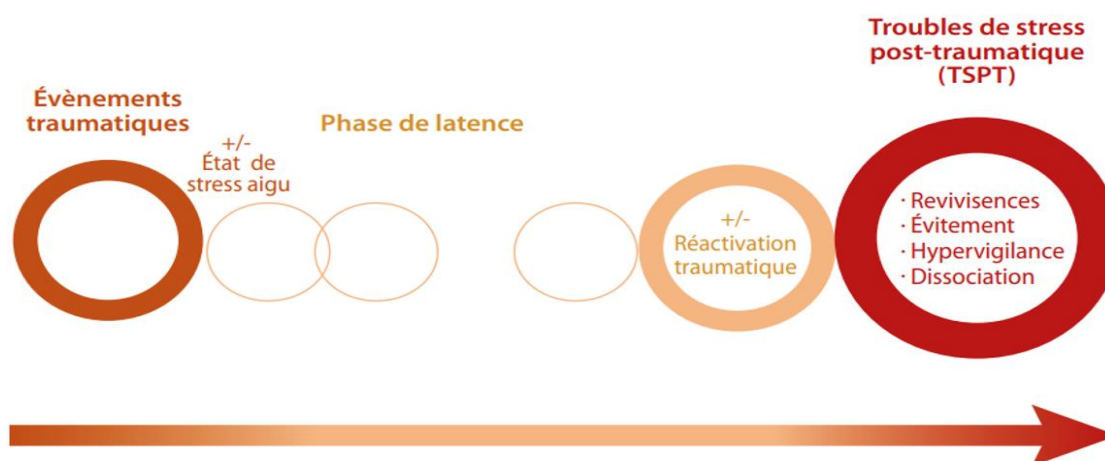 Évènements
traumatiques
+/-
État de
stress aigu
Phase de latence
+/-
Réactivation
traumatique
Troubles de stress
post-traumatique
(TSPT)
· Revivisences
· Évitement
· Hypervigilance
· Dissociation